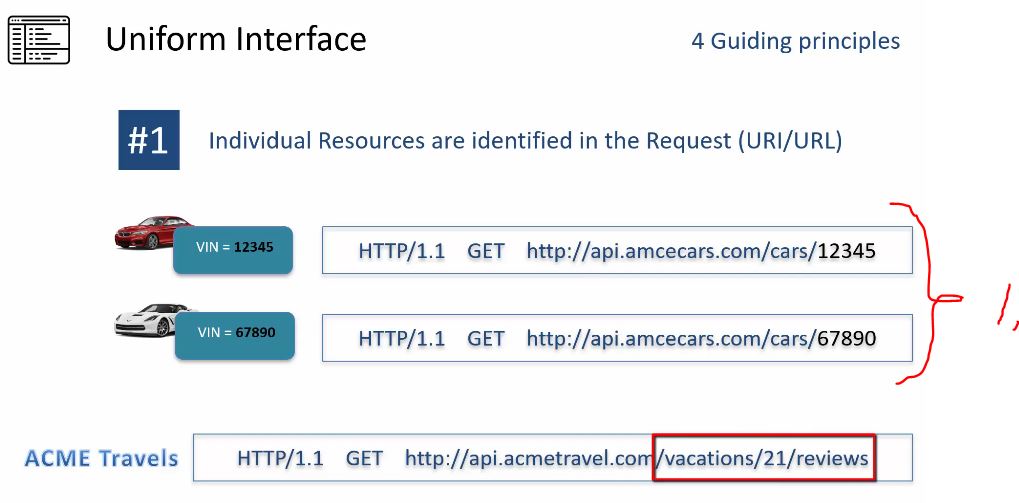 Uniform Interface
4 Guiding principles
#1
Individual Resources are identified in the Request (URI/URL)
VIN = 12345
HTTP/1.1 GET http://api.amcecars.com/cars/12345
1,
VIN = 67890
HTTP/1.1 GET http://api.amcecars.com/cars/67890
ACME Travels
HTTP/1.1 GET http://api.acmetravel.com/vacations/21/reviews